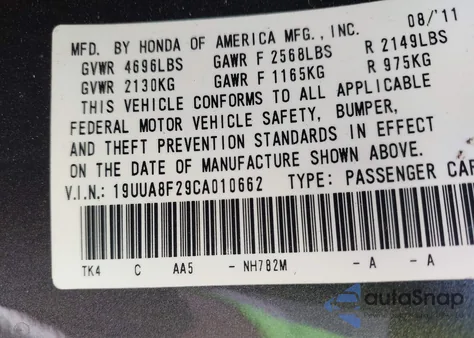 MFD. BY HONDA OF AMERICA MFG., INC. 08/'11
GVWR 4696LBS GAWR F 2568LBS R 2149LBS
GVWR 2130KG GAWR F 1165KG R 975KG
THIS VEHICLE CONFORMS TO ALL APPLICABLE
FEDERAL MOTOR VEHICLE SAFETY, BUMPER,
AND THEFT PREVENTION STANDARDS IN EFFECT
ON THE DATE OF MANUFACTURE SHOWN ABOVE.
V.I.N.: 19UUA8F29CA010662 TYPE: PASSENGER CAR
TK4 C AA5 - NH782M - A - A
autoSnap